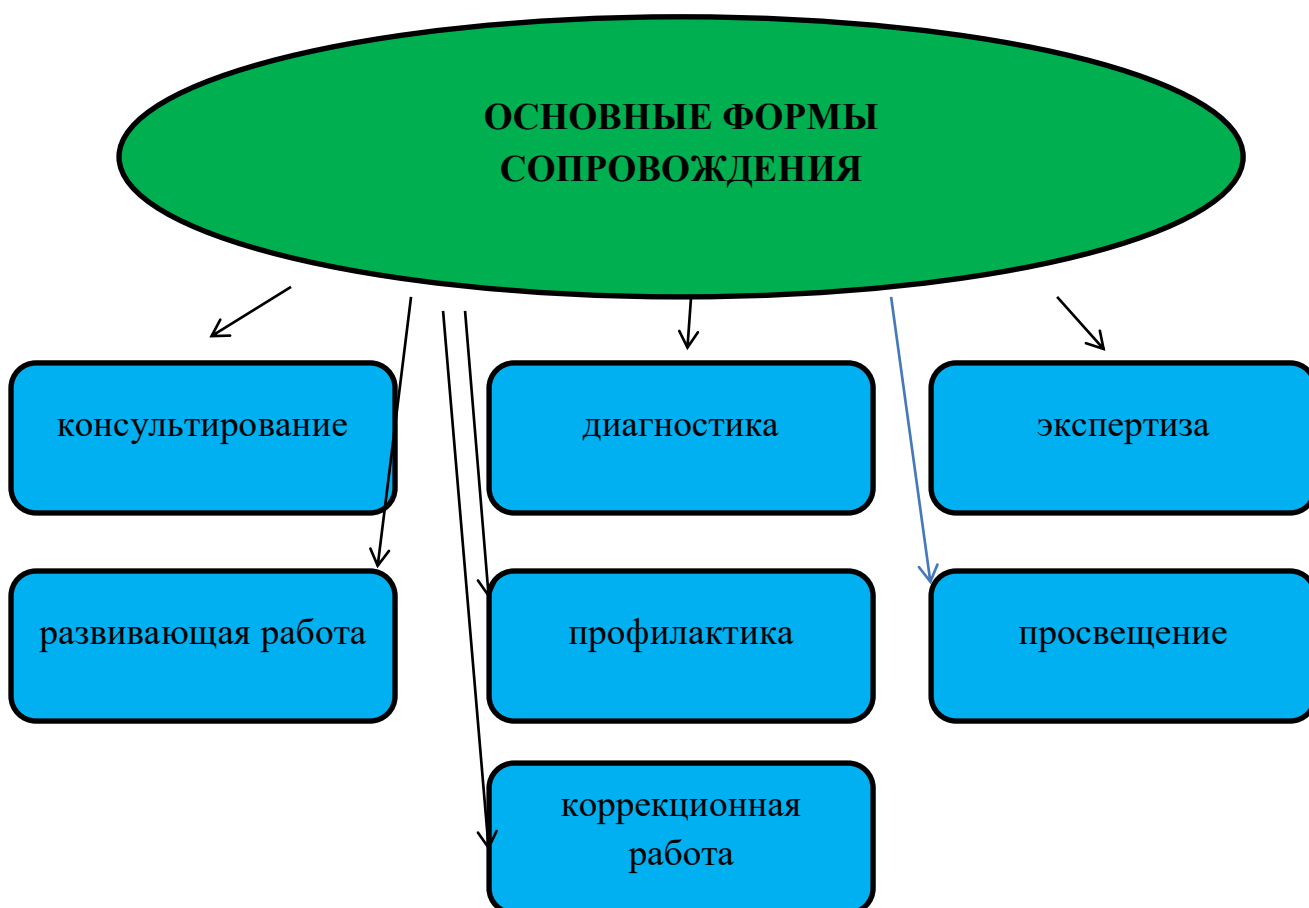 ОСНОВНЫЕ ФОРМЫ
СОПРОВОЖДЕНИЯ
консультирование
диагностика
экспертиза
развивающая работа
профилактика
просвещение
коррекционная
работа